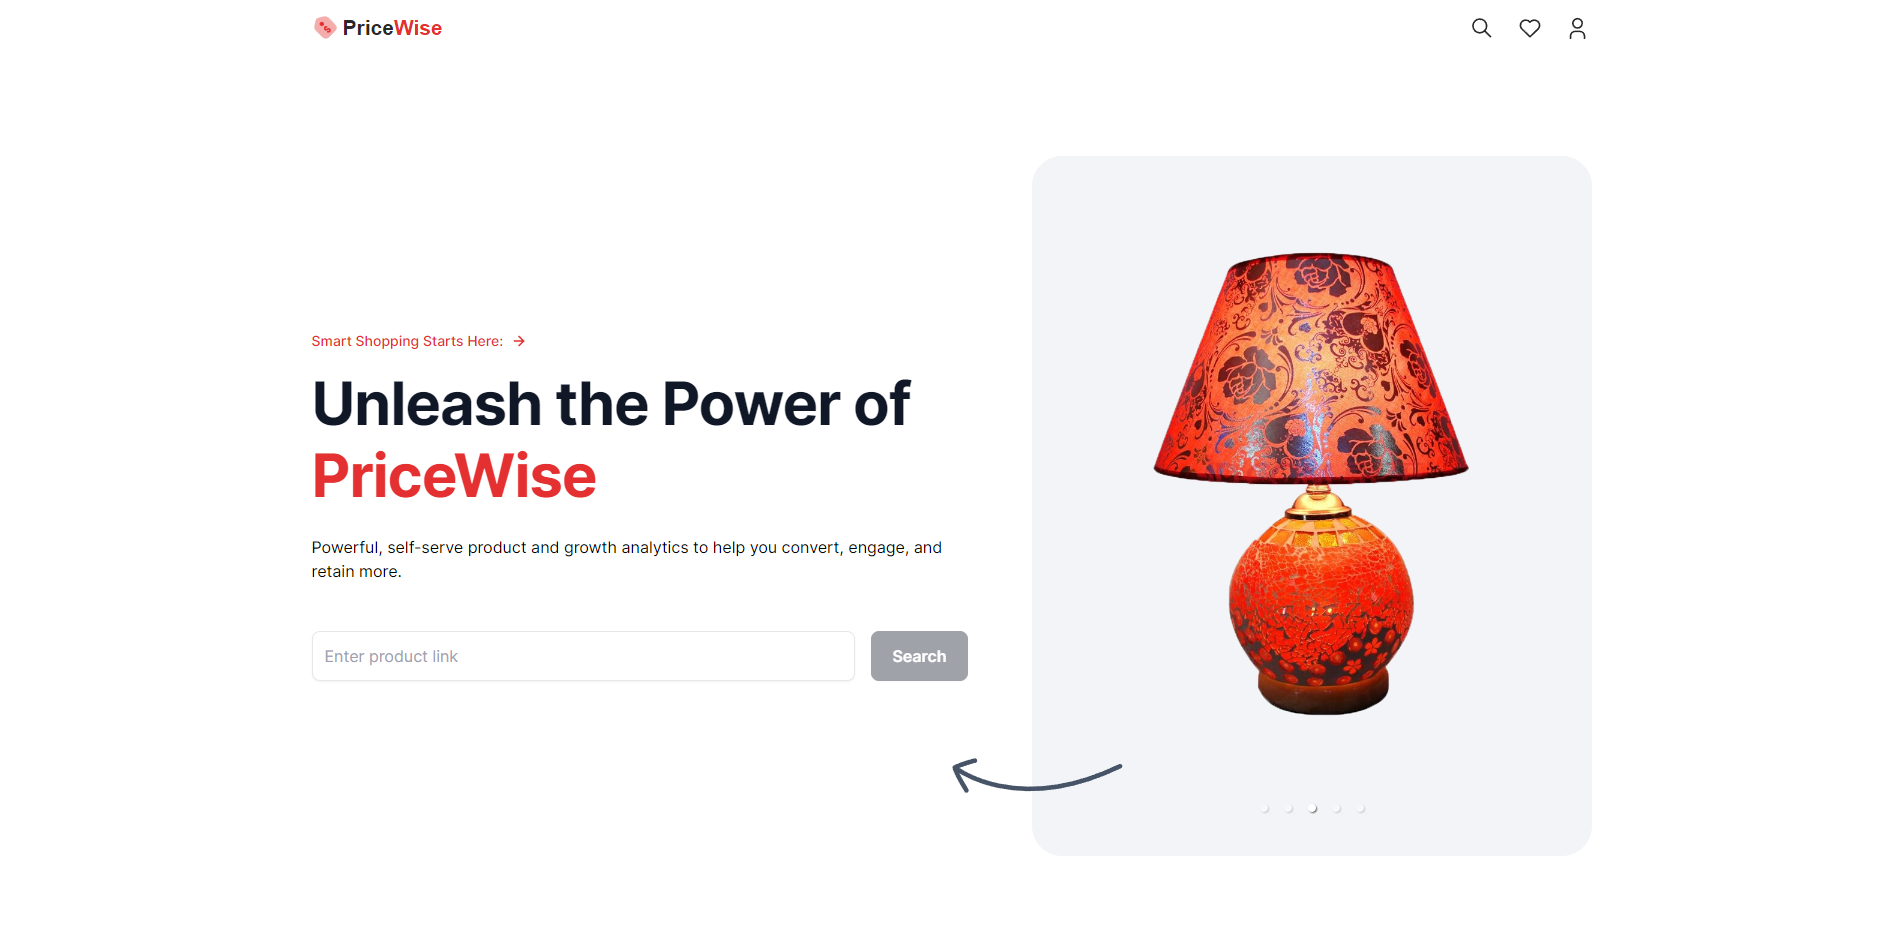 PriceWise
Smart Shopping Starts Here:
Unleash the Power of
PriceWise
Powerful, self-serve product and growth analytics to help you convert, engage, and
retain more.
Enter product link
Search